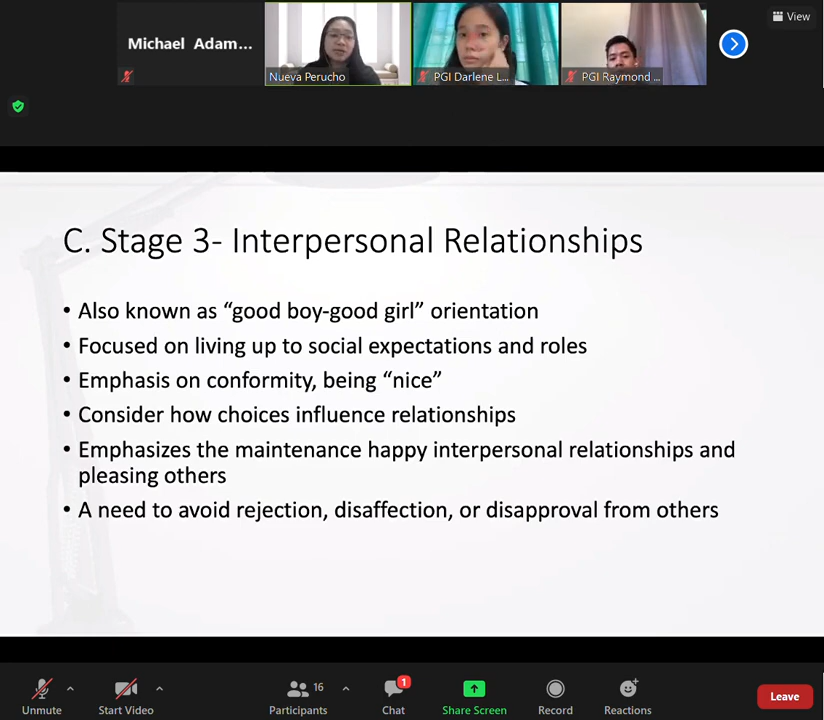 Michael Adam...
Nueva Perucho
PGI Darlene L...
PGI Raymond ...
View
C. Stage 3- Interpersonal Relationships
• Also known as “good boy-good girl” orientation
• Focused on living up to social expectations and roles
• Emphasis on conformity, being “nice”
• Consider how choices influence relationships
• Emphasizes the maintenance happy interpersonal relationships and
pleasing others
• A need to avoid rejection, disaffection, or disapproval from others
Unmute
Start Video
16
Participants
1
Chat
Share Screen
Record
Reactions
Leave